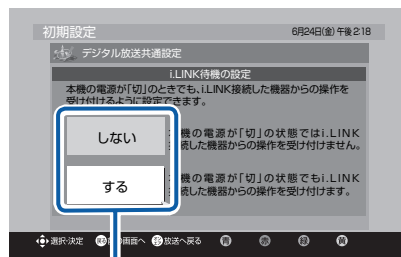 初期設定
6月24日(金) 午後2:18
デジタル放送共通設定
i.LINK待機の設定
本機の電源が「切」のときでも、i.LINK接続した機器からの操作を
受け付けるように設定できます。
しない
機の電源が「切」の状態ではi.LINK
続した機器からの操作を受け付けません。
する
機の電源が「切」の状態でもi.LINK
続した機器からの操作を受け付けます。
選択・決定 の画面へ 放送へ戻る 青 赤 緑 黄